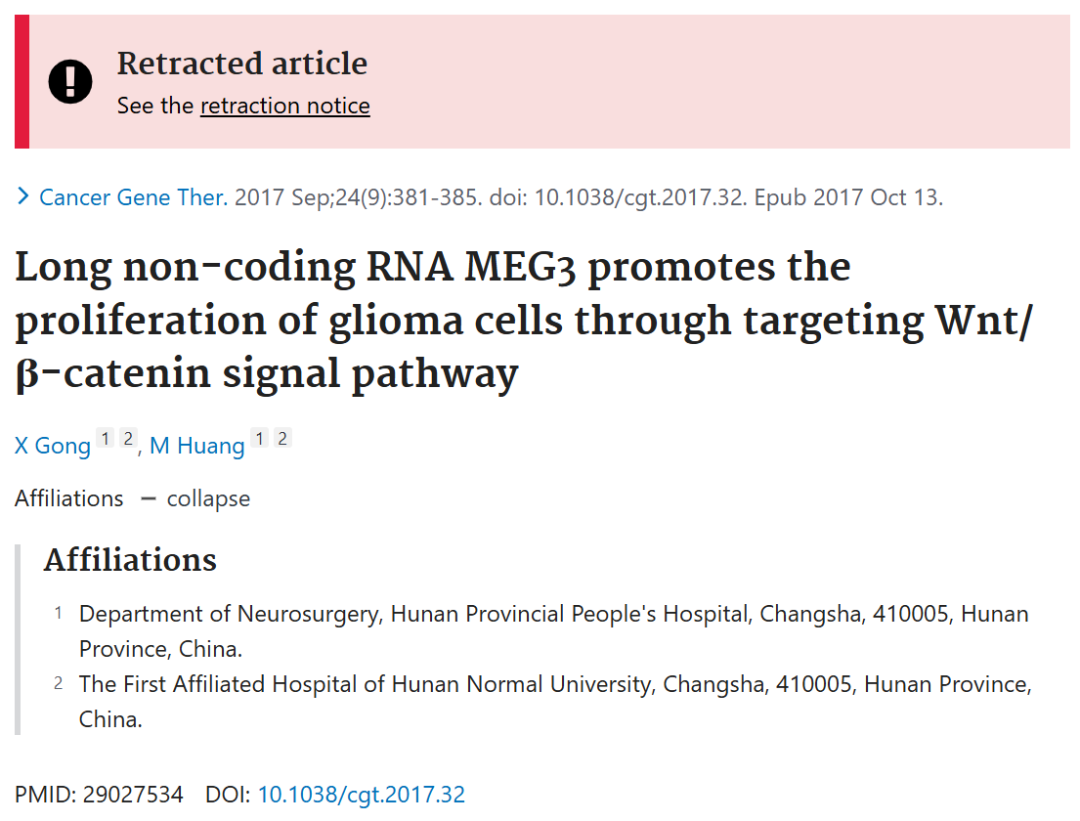 Retracted article
See the retraction notice
Cancer Gene Ther. 2017 Sep;24(9):381-385. doi: 10.1038/cgt.2017.32. Epub 2017 Oct 13.
Long non-coding RNA MEG3 promotes the
proliferation of glioma cells through targeting Wnt/
β-catenin signal pathway
X Gong 1 2, M Huang 1 2
Affiliations — collapse
Affiliations
1 Department of Neurosurgery, Hunan Provincial People's Hospital, Changsha, 410005, Hunan
Province, China.
2 The First Affiliated Hospital of Hunan Normal University, Changsha, 410005, Hunan Province,
China.
PMID: 29027534 DOI: 10.1038/cgt.2017.32